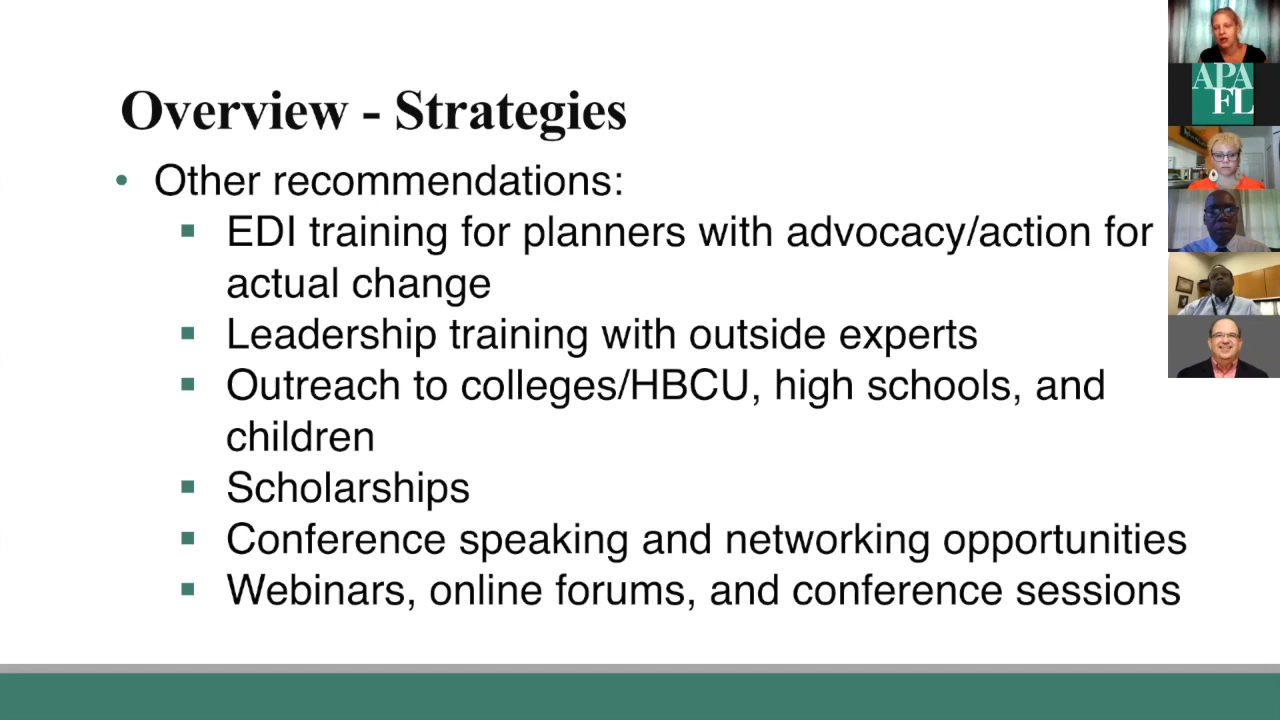 Overview - Strategies
• Other recommendations:
▪ EDI training for planners with advocacy/action for
actual change
▪ Leadership training with outside experts
▪ Outreach to colleges/HBCU, high schools, and
children
▪ Scholarships
▪ Conference speaking and networking opportunities
▪ Webinars, online forums, and conference sessions
APA
FL